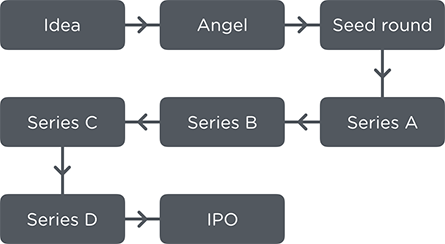 Idea
Angel
Seed round
Series A
Series B
Series C
Series D
IPO